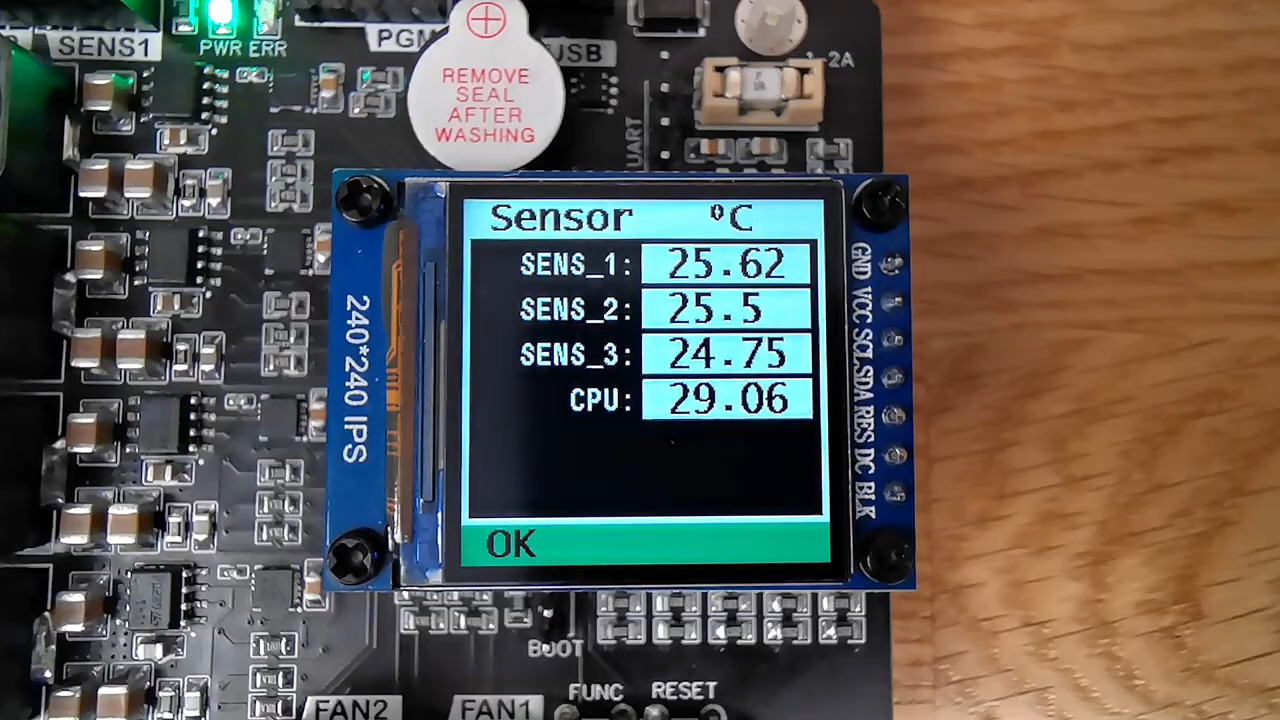 SENS1
PWR ERR
PGM
USB
REMOVE
SEAL
AFTER
WASHING
2A
UART
Sensor ºC
SENS_1: 25.62
SENS_2: 25.5
SENS_3: 24.75
CPU: 29.06
OK
240*240 IPS
GND VCC SCL SDA RES DC BLK
BOOT
FUNC RESET
FAN2 FAN1